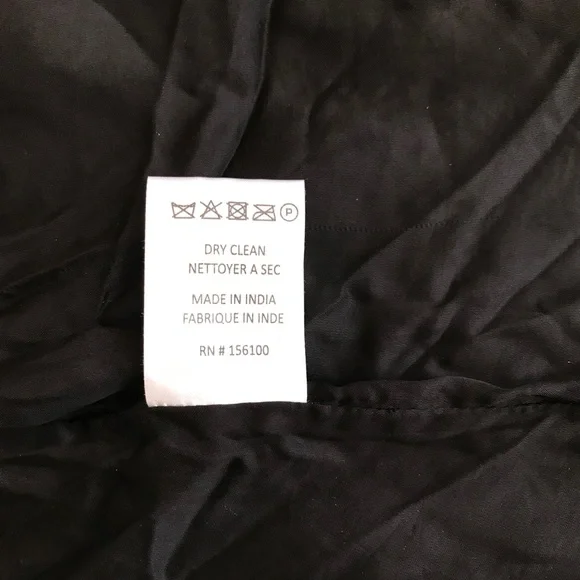 P
DRY CLEAN
NETTOYER A SEC
MADE IN INDIA
FABRIQUE IN INDE
RN # 156100